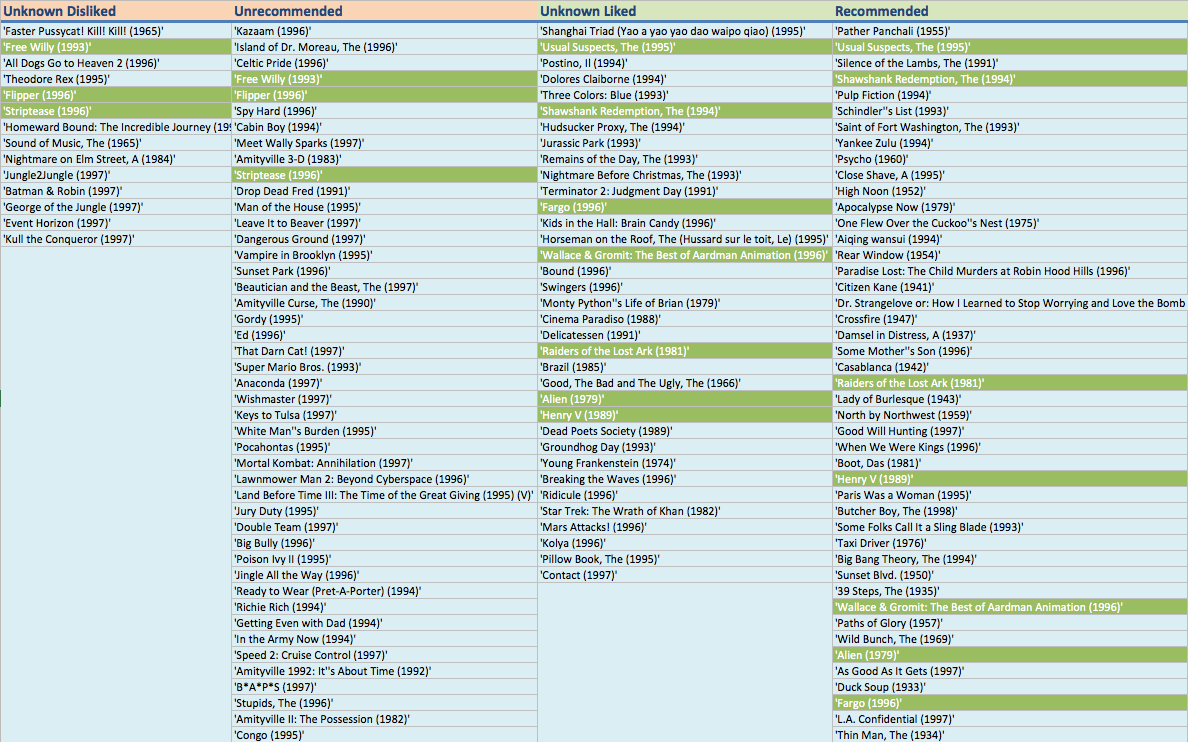 Unknown Disliked
'Faster Pussycat! Kill! Kill! (1965)'
'Free Willy (1993)'
'All Dogs Go to Heaven 2 (1996)'
'Theodore Rex (1995)'
'Flipper (1996)'
'Striptease (1996)'
'Homeward Bound: The Incredible Journey (199
'Sound of Music, The (1965)'
'Nightmare on Elm Street, A (1984)'
'Jungle2Jungle (1997)'
'Batman & Robin (1997)'
'George of the Jungle (1997)'
'Event Horizon (1997)'
'Kull the Conqueror (1997)'
Unrecommended
'Kazaam (1996)'
'Island of Dr. Moreau, The (1996)'
'Celtic Pride (1996)'
'Free Willy (1993)'
'Flipper (1996)'
'Spy Hard (1996)'
'Cabin Boy (1994)'
'Meet Wally Sparks (1997)'
'Amityville 3-D (1983)'
'Striptease (1996)'
'Drop Dead Fred (1991)'
'Man of the House (1995)'
'Leave It to Beaver (1997)'
'Dangerous Ground (1997)'
'Vampire in Brooklyn (1995)'
'Sunset Park (1996)'
'Beautician and the Beast, The (1997)'
'Amityville Curse, The (1990)'
'Gordy (1995)'
'Ed (1996)'
'That Darn Cat! (1997)'
'Super Mario Bros. (1993)'
'Anaconda (1997)'
'Wishmaster (1997)'
'Keys to Tulsa (1997)'
'White Man''s Burden (1995)'
'Pocahontas (1995)'
'Mortal Kombat: Annihilation (1997)'
'Lawnmower Man 2: Beyond Cyberspace (1996)'
'Land Before Time III: The Time of the Great Giving (1995) (V)'
'Jury Duty (1995)'
'Double Team (1997)'
'Big Bully (1996)'
'Poison Ivy II (1995)'
'Jingle All the Way (1996)'
'Ready to Wear (Pret-A-Porter) (1994)'
'Richie Rich (1994)'
'Getting Even with Dad (1994)'
'In the Army Now (1994)'
'Speed 2: Cruise Control (1997)'
'Amityville 1992: It''s About Time (1992)'
'B*A*P*S (1997)'
'Stupids, The (1996)'
'Amityville II: The Possession (1982)'
'Congo (1995)'
Unknown Liked
'Shanghai Triad (Yao a yao yao dao waipo qiao) (1995)'
'Usual Suspects, The (1995)'
'Postino, Il (1994)'
'Dolores Claiborne (1994)'
'Three Colors: Blue (1993)'
'Shawshank Redemption, The (1994)'
'Hudsucker Proxy, The (1994)'
'Jurassic Park (1993)'
'Remains of the Day, The (1993)'
'Nightmare Before Christmas, The (1993)'
'Terminator 2: Judgment Day (1991)'
'Fargo (1996)'
'Kids in the Hall: Brain Candy (1996)'
'Horseman on the Roof, The (Hussard sur le toit, Le) (1995)'
'Wallace & Gromit: The Best of Aardman Animation (1996)'
'Bound (1996)'
'Swingers (1996)'
'Monty Python''s Life of Brian (1979)'
'Cinema Paradiso (1988)'
'Delicatessen (1991)'
'Raiders of the Lost Ark (1981)'
'Brazil (1985)'
'Good, The Bad and The Ugly, The (1966)'
'Alien (1979)'
'Henry V (1989)'
'Dead Poets Society (1989)'
'Groundhog Day (1993)'
'Young Frankenstein (1974)'
'Breaking the Waves (1996)'
'Ridicule (1996)'
'Star Trek: The Wrath of Khan (1982)'
'Mars Attacks! (1996)'
'Kolya (1996)'
'Pillow Book, The (1995)'
'Contact (1997)'
Recommended
'Pather Panchali (1955)'
'Usual Suspects, The (1995)'
'Silence of the Lambs, The (1991)'
'Shawshank Redemption, The (1994)'
'Pulp Fiction (1994)'
'Schindler''s List (1993)'
'Saint of Fort Washington, The (1993)'
'Yankee Zulu (1994)'
'Psycho (1960)'
'Close Shave, A (1995)'
'High Noon (1952)'
'Apocalypse Now (1979)'
'One Flew Over the Cuckoo''s Nest (1975)'
'Aiqing wansui (1994)'
'Rear Window (1954)'
'Paradise Lost: The Child Murders at Robin Hood Hills (1996)'
'Citizen Kane (1941)'
'Dr. Strangelove or: How I Learned to Stop Worrying and Love the Bomb
'Crossfire (1947)'
'Damsel in Distress, A (1937)'
'Some Mother''s Son (1996)'
'Casablanca (1942)'
'Raiders of the Lost Ark (1981)'
'Lady of Burlesque (1943)'
'North by Northwest (1959)'
'Good Will Hunting (1997)'
'When We Were Kings (1996)'
'Boot, Das (1981)'
'Henry V (1989)'
'Paris Was a Woman (1995)'
'Butcher Boy, The (1998)'
'Some Folks Call It a Sling Blade (1993)'
'Taxi Driver (1976)'
'Big Bang Theory, The (1994)'
'Sunset Blvd. (1950)'
'39 Steps, The (1935)'
'Wallace & Gromit: The Best of Aardman Animation (1996)'
'Paths of Glory (1957)'
'Wild Bunch, The (1969)'
'Alien (1979)'
'As Good As It Gets (1997)'
'Duck Soup (1933)'
'Fargo (1996)'
'L.A. Confidential (1997)'
'Thin Man, The (1934)'